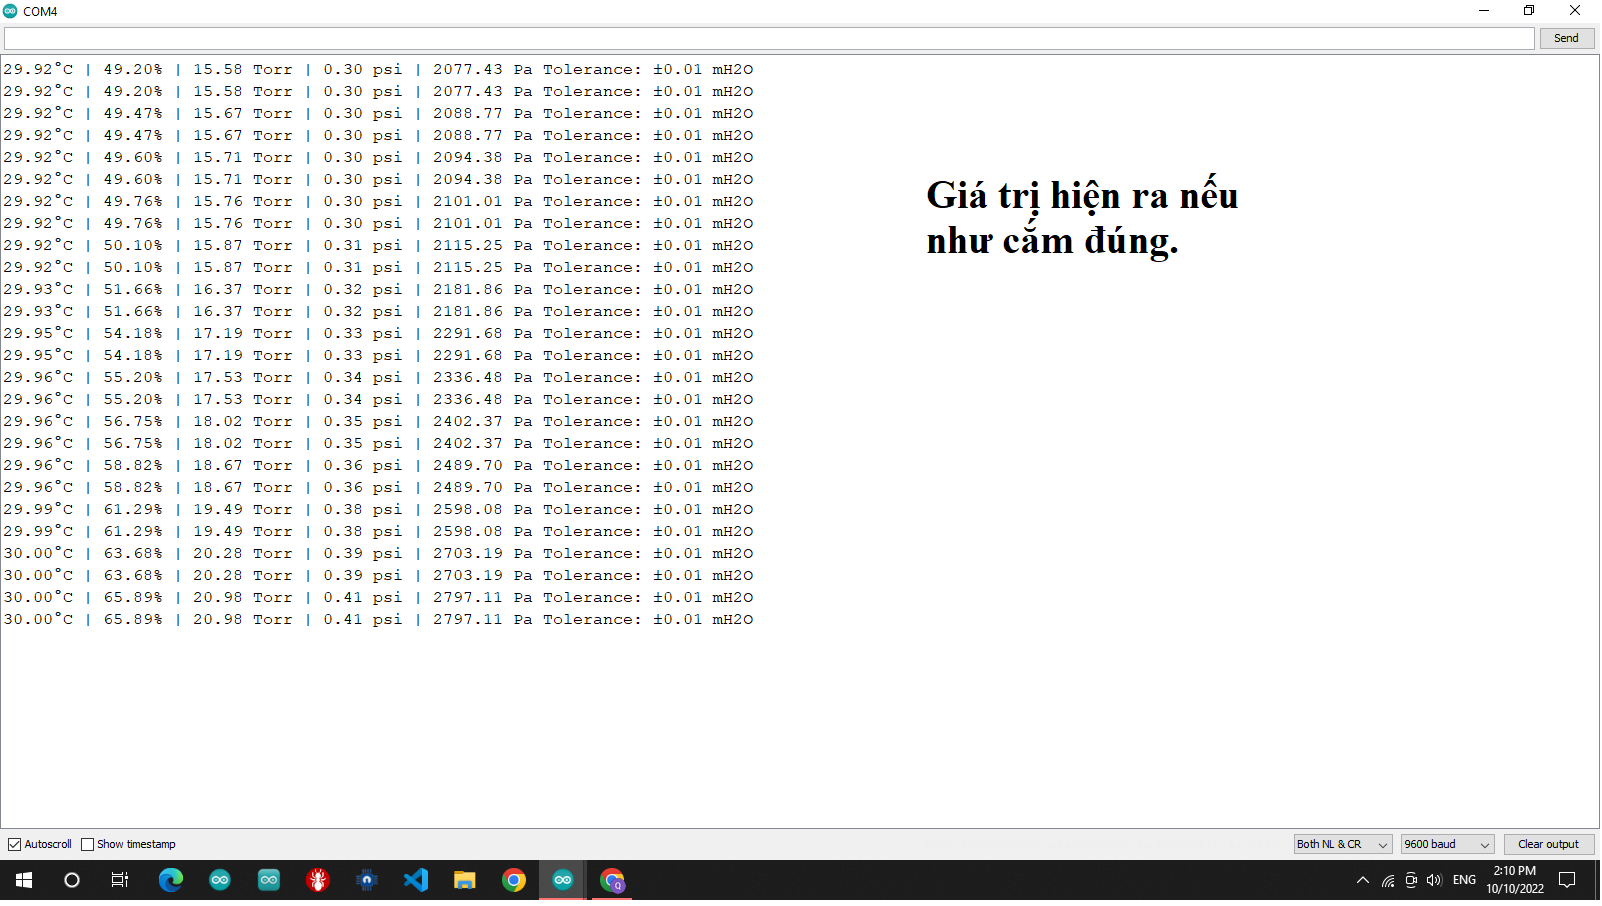 COM4
Send
29.92°C | 49.20% | 15.58 Torr | 0.30 psi | 2077.43 Pa Tolerance: ±0.01 mH2O
29.92°C | 49.20% | 15.58 Torr | 0.30 psi | 2077.43 Pa Tolerance: ±0.01 mH2O
29.92°C | 49.47% | 15.67 Torr | 0.30 psi | 2088.77 Pa Tolerance: ±0.01 mH2O
29.92°C | 49.47% | 15.67 Torr | 0.30 psi | 2088.77 Pa Tolerance: ±0.01 mH2O
29.92°C | 49.60% | 15.71 Torr | 0.30 psi | 2094.38 Pa Tolerance: ±0.01 mH2O
29.92°C | 49.60% | 15.71 Torr | 0.30 psi | 2094.38 Pa Tolerance: ±0.01 mH2O
29.92°C | 49.76% | 15.76 Torr | 0.30 psi | 2101.01 Pa Tolerance: ±0.01 mH2O
29.92°C | 49.76% | 15.76 Torr | 0.30 psi | 2101.01 Pa Tolerance: ±0.01 mH2O
29.92°C | 50.10% | 15.87 Torr | 0.31 psi | 2115.25 Pa Tolerance: ±0.01 mH2O
29.92°C | 50.10% | 15.87 Torr | 0.31 psi | 2115.25 Pa Tolerance: ±0.01 mH2O
29.93°C | 51.66% | 16.37 Torr | 0.32 psi | 2181.86 Pa Tolerance: ±0.01 mH2O
29.93°C | 51.66% | 16.37 Torr | 0.32 psi | 2181.86 Pa Tolerance: ±0.01 mH2O
29.95°C | 54.18% | 17.19 Torr | 0.33 psi | 2291.68 Pa Tolerance: ±0.01 mH2O
29.95°C | 54.18% | 17.19 Torr | 0.33 psi | 2291.68 Pa Tolerance: ±0.01 mH2O
29.96°C | 55.20% | 17.53 Torr | 0.34 psi | 2336.48 Pa Tolerance: ±0.01 mH2O
29.96°C | 55.20% | 17.53 Torr | 0.34 psi | 2336.48 Pa Tolerance: ±0.01 mH2O
29.96°C | 56.75% | 18.02 Torr | 0.35 psi | 2402.37 Pa Tolerance: ±0.01 mH2O
29.96°C | 56.75% | 18.02 Torr | 0.35 psi | 2402.37 Pa Tolerance: ±0.01 mH2O
29.96°C | 58.82% | 18.67 Torr | 0.36 psi | 2489.70 Pa Tolerance: ±0.01 mH2O
29.96°C | 58.82% | 18.67 Torr | 0.36 psi | 2489.70 Pa Tolerance: ±0.01 mH2O
29.99°C | 61.29% | 19.49 Torr | 0.38 psi | 2598.08 Pa Tolerance: ±0.01 mH2O
29.99°C | 61.29% | 19.49 Torr | 0.38 psi | 2598.08 Pa Tolerance: ±0.01 mH2O
30.00°C | 63.68% | 20.28 Torr | 0.39 psi | 2703.19 Pa Tolerance: ±0.01 mH2O
30.00°C | 63.68% | 20.28 Torr | 0.39 psi | 2703.19 Pa Tolerance: ±0.01 mH2O
30.00°C | 65.89% | 20.98 Torr | 0.41 psi | 2797.11 Pa Tolerance: ±0.01 mH2O
30.00°C | 65.89% | 20.98 Torr | 0.41 psi | 2797.11 Pa Tolerance: ±0.01 mH2O
Giá trị hiện ra nếu
như cắm đúng.
Autoscroll Show timestamp Both NL & CR 9600 baud Clear output
ENG
2:10 PM
10/10/2022